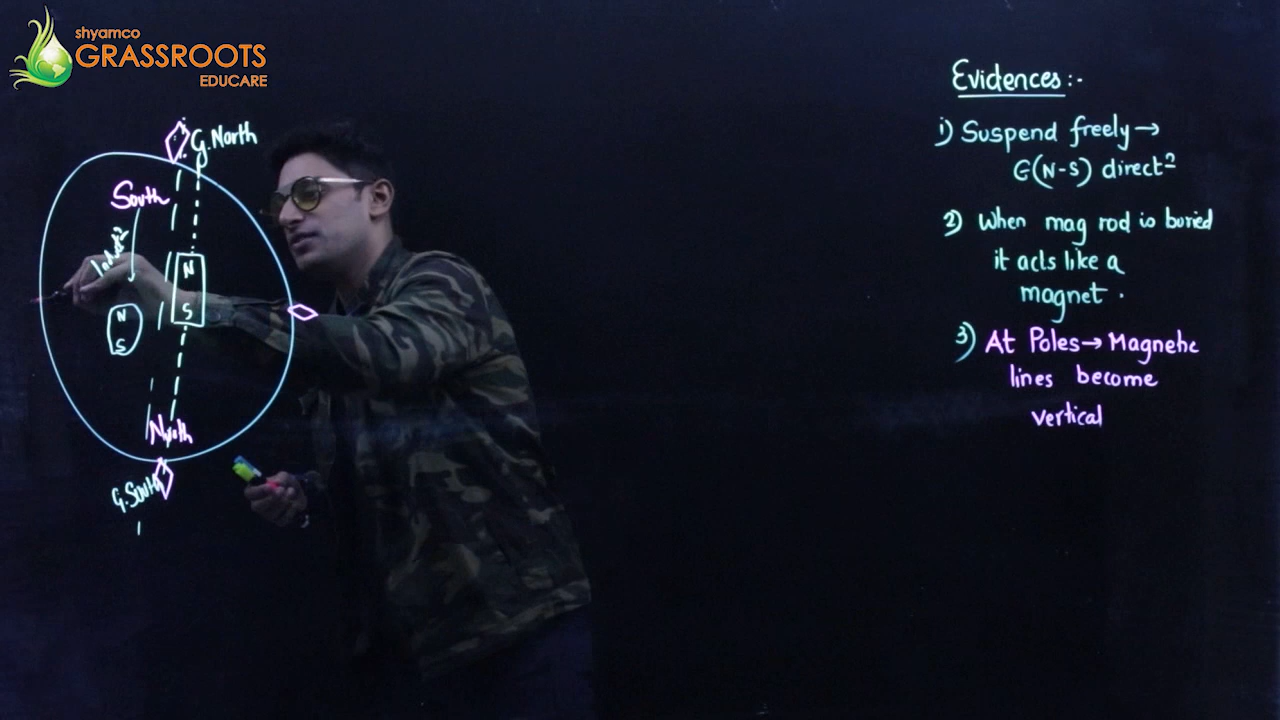 shyamco
GRASSROOTS
EDUCARE
G.North
South
N
S
N
S
North
G.South
Evidences:-
1) Suspend freely→
G(N-S) direct?
2) When mag rod is buried
it acts like a
magnet.
3) At Poles→Magnetic
lines become
vertical